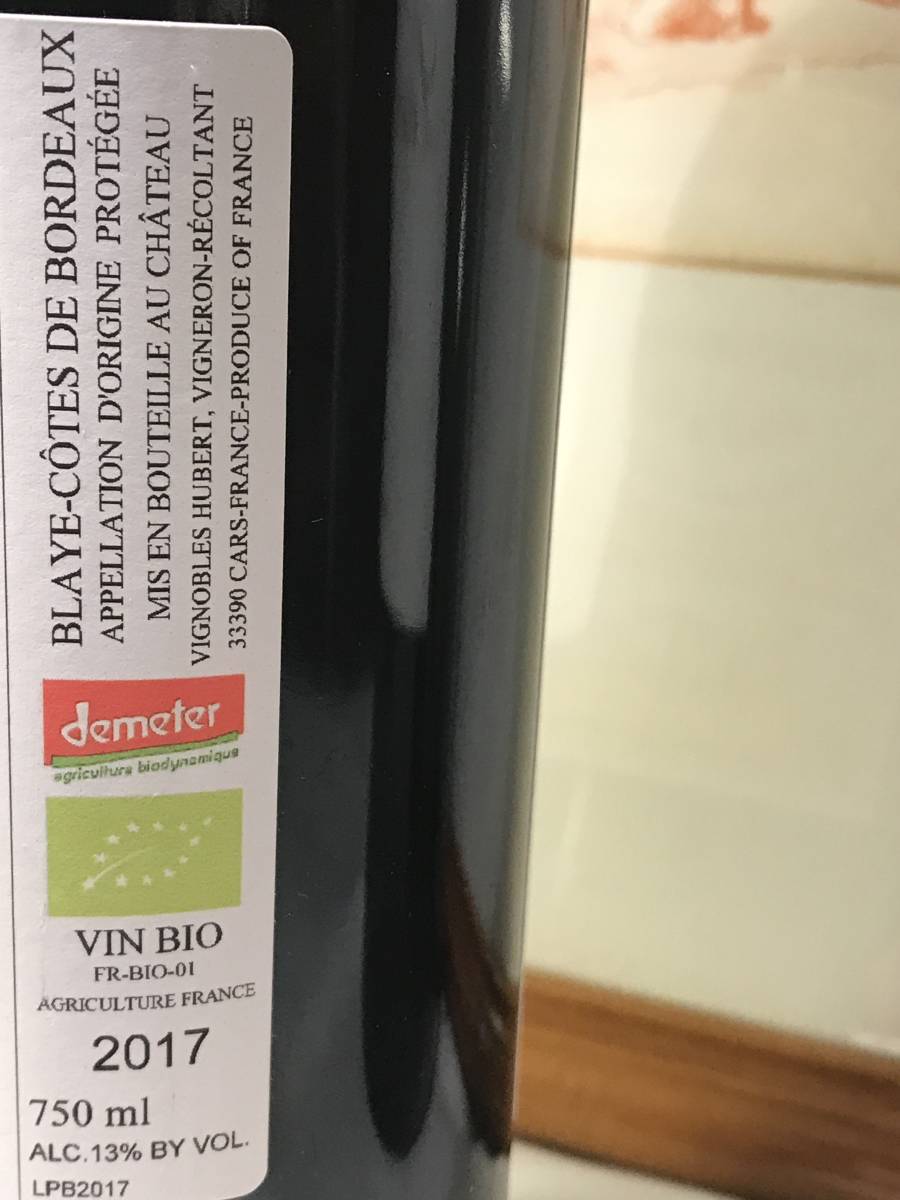 BLAYE-CÔTES DE BORDEAUX
APPELLATION D'ORIGINE PROTÉGÉE
MIS EN BOUTEILLE AU CHÂTEAU
VIGNOBLES HUBERT, VIGNERON-RÉCOLTANT
33390 CARS-FRANCE-PRODUCE OF FRANCE
demeter
agriculture biodynamique
VIN BIO
FR-BIO-01
AGRICULTURE FRANCE
2017
750 ml
ALC.13% BY VOL.
LPB2017